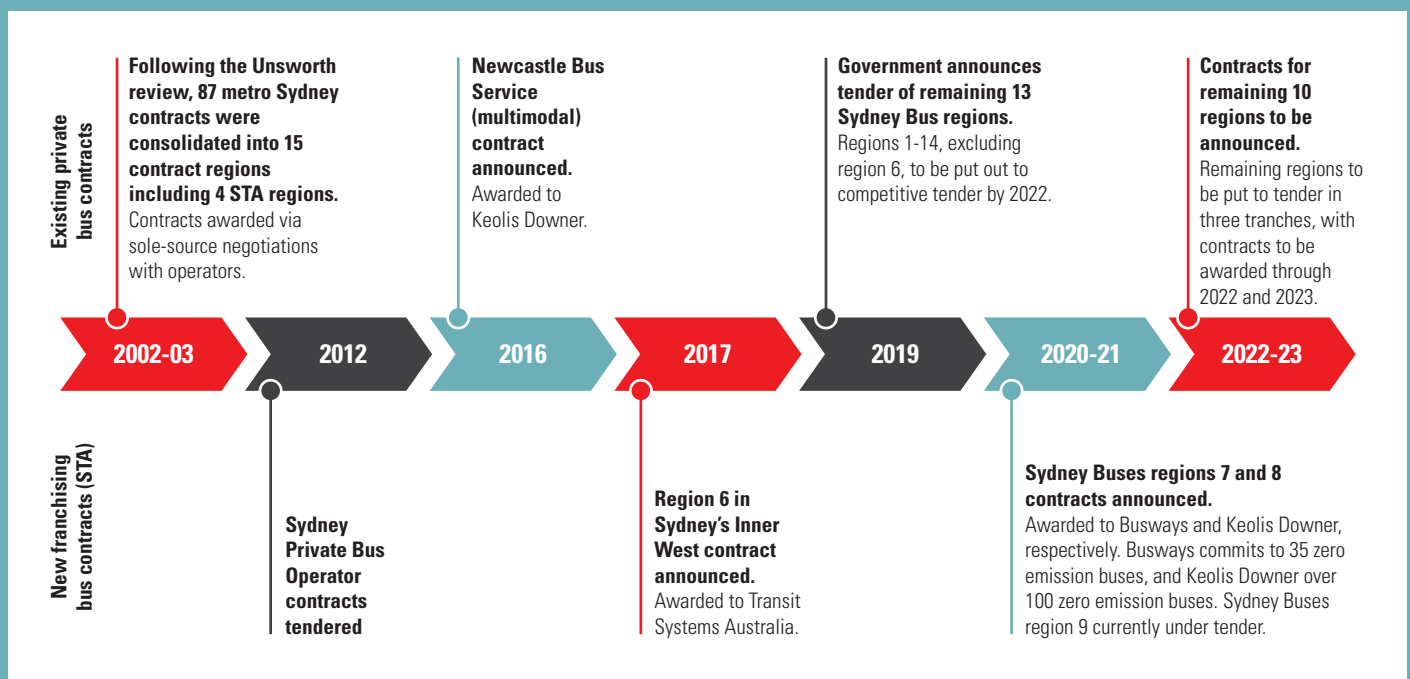 Existing private
bus contracts
Following the Unsworth
review, 87 metro Sydney
contracts were
consolidated into 15
contract regions
including 4 STA regions.
Contracts awarded via
sole-source negotiations
with operators.
Newcastle Bus
Service
(multimodal)
contract
announced.
Awarded to
Keolis Downer.
Government announces
tender of remaining 13
Sydney Bus regions.
Regions 1-14, excluding
region 6, to be put out to
competitive tender by 2022.
Contracts for
remaining 10
regions to be
announced.
Remaining regions to
be put to tender in
three tranches, with
contracts to be
awarded through
2022 and 2023.
2002-03
2012
2016
2017
2019
2020-21
2022-23
New franchising
bus contracts (STA)
Sydney
Private Bus
Operator
contracts
tendered
Region 6 in
Sydney's Inner
West contract
announced.
Awarded to Transit
Systems Australia.
Sydney Buses regions 7 and 8
contracts announced.
Awarded to Busways and Keolis Downer,
respectively. Busways commits to 35 zero
emission buses, and Keolis Downer over
100 zero emission buses. Sydney Buses
region 9 currently under tender.